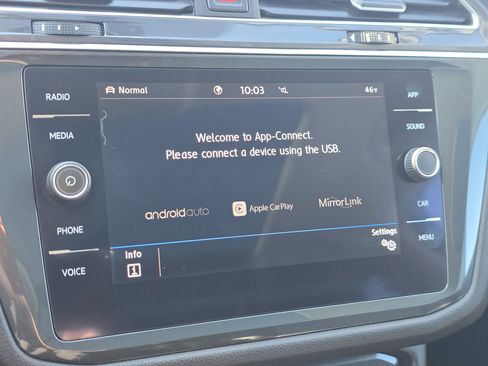 Normal 10:03 46°F
RADIO
MEDIA
PHONE
VOICE
Welcome to App-Connect.
Please connect a device using the USB.
androidauto Apple CarPlay MirrorLink
Settings
Info
APP
SOUND
CAR
MENU